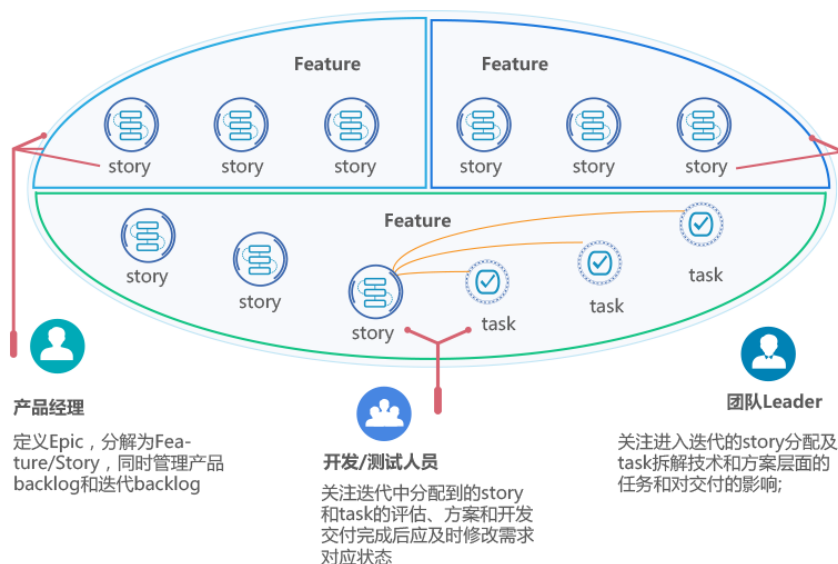 Feature
Feature
story
story
story
story
story
story
Feature
story
story
story
task
task
task
产品经理
定义Epic，分解为Fea-
ture/Story，同时管理产品
backlog和迭代backlog
开发/测试人员
关注迭代中分配到的story
和task的评估、方案和开发
交付完成后应及时修改需求
对应状态
团队Leader
关注进入迭代的story分配及
task拆解技术和方案层面的
任务和对交付的影响;